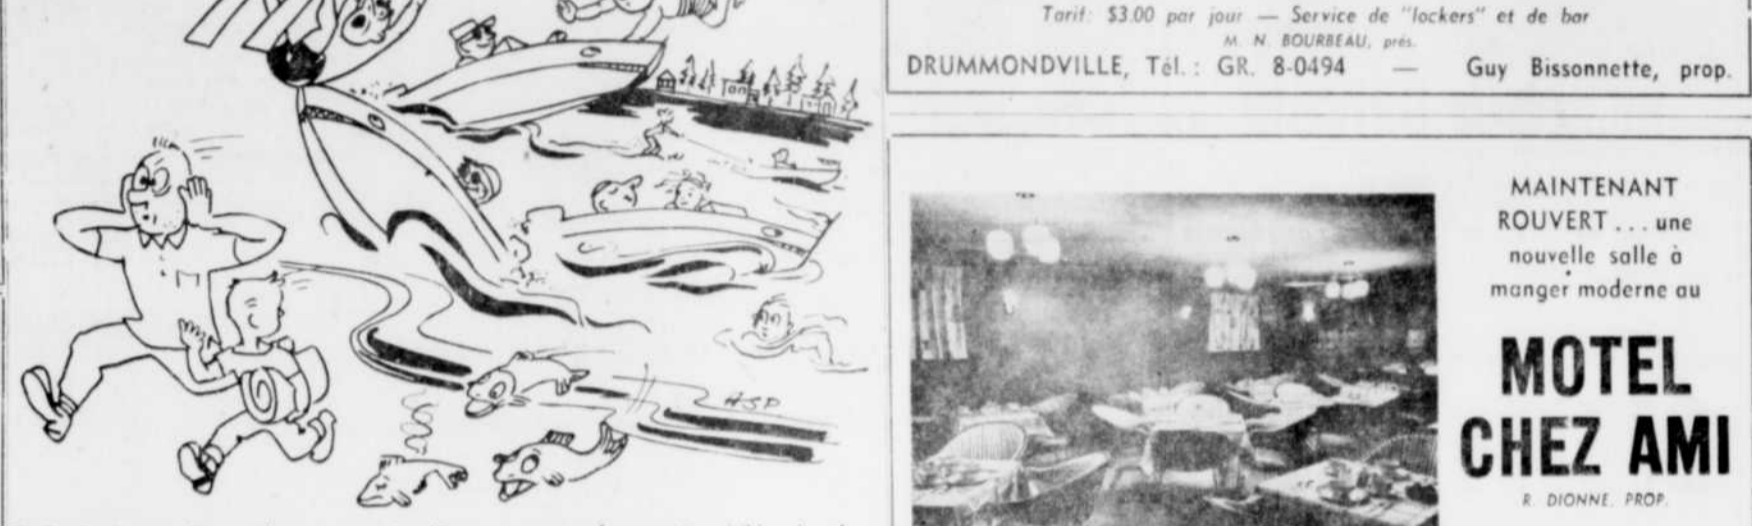 Tarif: $3.00 par jour — Service de "lockers" et de bar
M. N. BOURBEAU, prés.
DRUMMONDVILLE, Tél.: GR. 8-0494 — Guy Bissonnette, prop.
MAINTENANT
ROUVERT... une
nouvelle salle à
manger moderne au
MOTEL
CHEZ AMI
R. DIONNE, PROP.
HSP